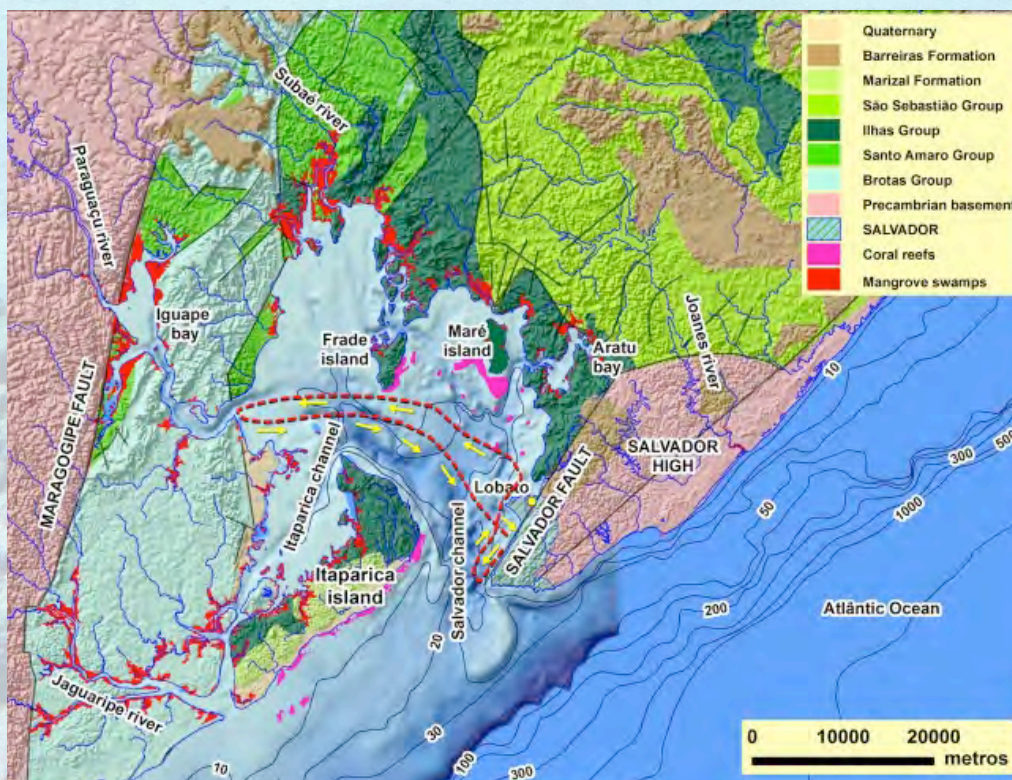 Quaternary
Barreiras Formation
Marizal Formation
São Sebastião Group
Ilhas Group
Santo Amaro Group
Brotas Group
Precambrian basement
SALVADOR
Coral reefs
Mangrove swamps
Subaé river
Paraguaçu river
Iguape
bay
Frade
island
Maré
island
Aratu
bay
Joanes river
10
500
300
1000
50
SALVADOR
HIGH
MARAGOGIPE FAULT
Itaparica channel
Lobato
SALVADOR FAULT
Salvador channel
Itaparica
island
200
Atlântic Ocean
20
Jaguaripe river
10
30
100
300
0 10000 20000
metros